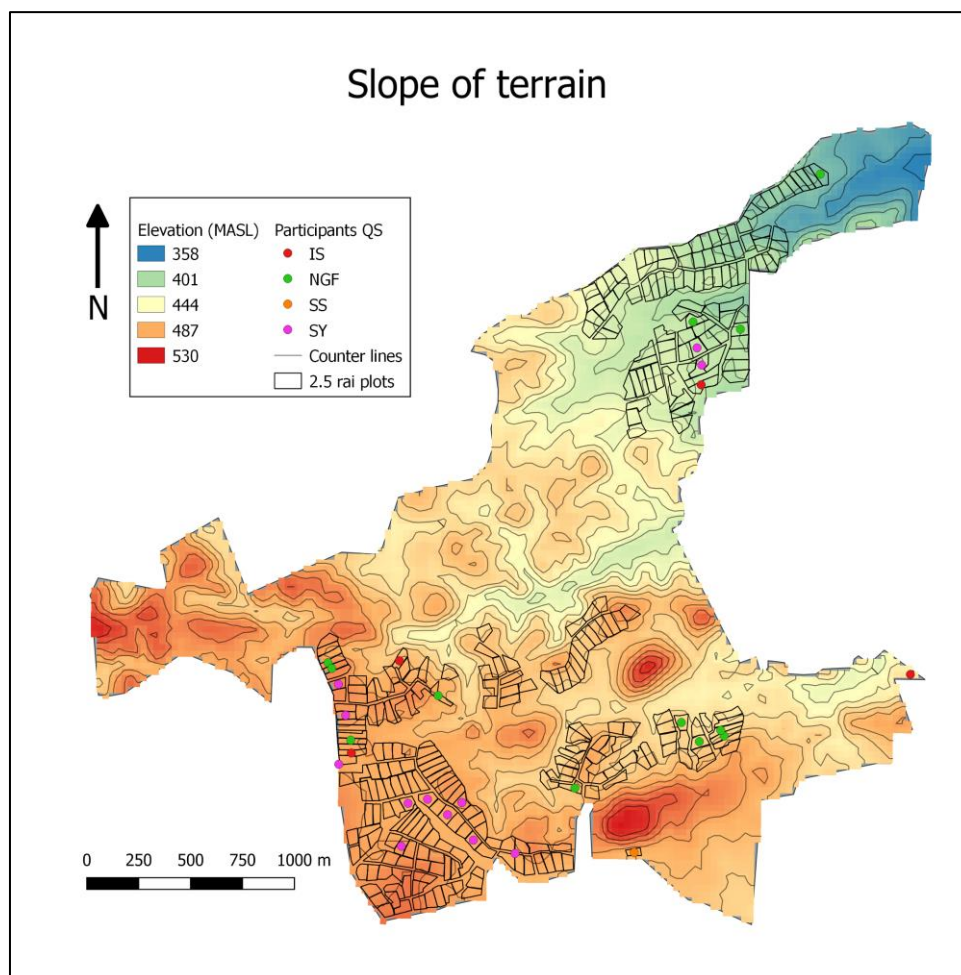 Slope of terrain
Elevation (MASL)
358
401
444
487
530
Participants QS
IS
NGF
SS
SY
Counter lines
2.5 rai plots
N
0 250 500 750 1000 m